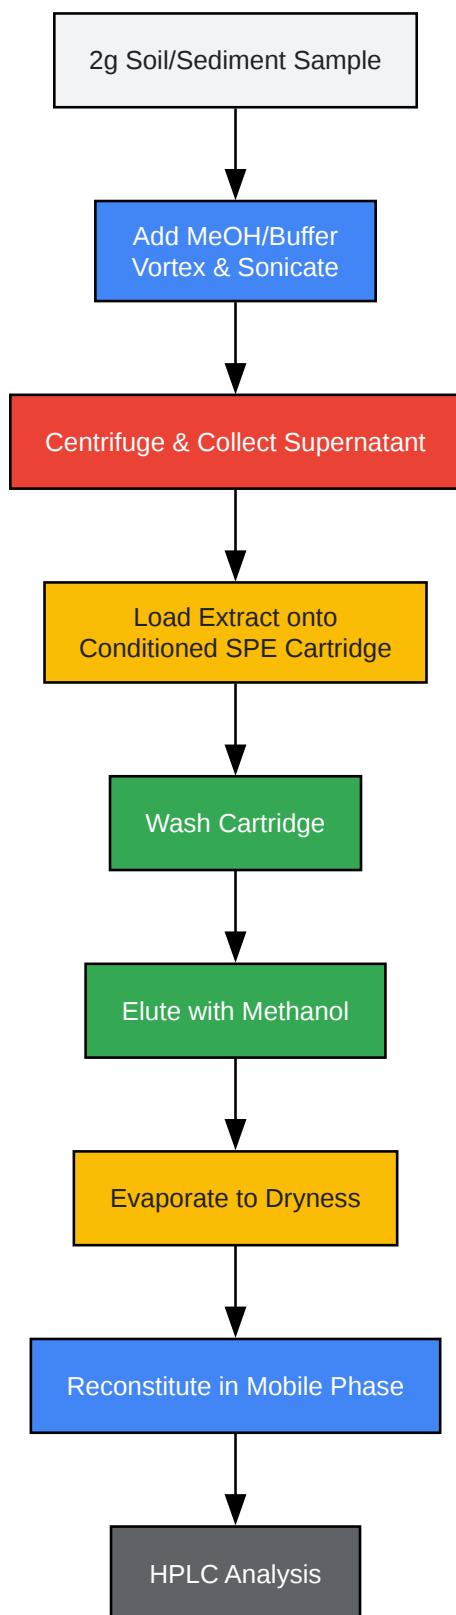 2g Soil/Sediment Sample
Add MeOH/Buffer
Vortex & Sonicate
Centrifuge & Collect Supernatant
Load Extract onto
Conditioned SPE Cartridge
Wash Cartridge
Elute with Methanol
Evaporate to Dryness
Reconstitute in Mobile Phase
HPLC Analysis